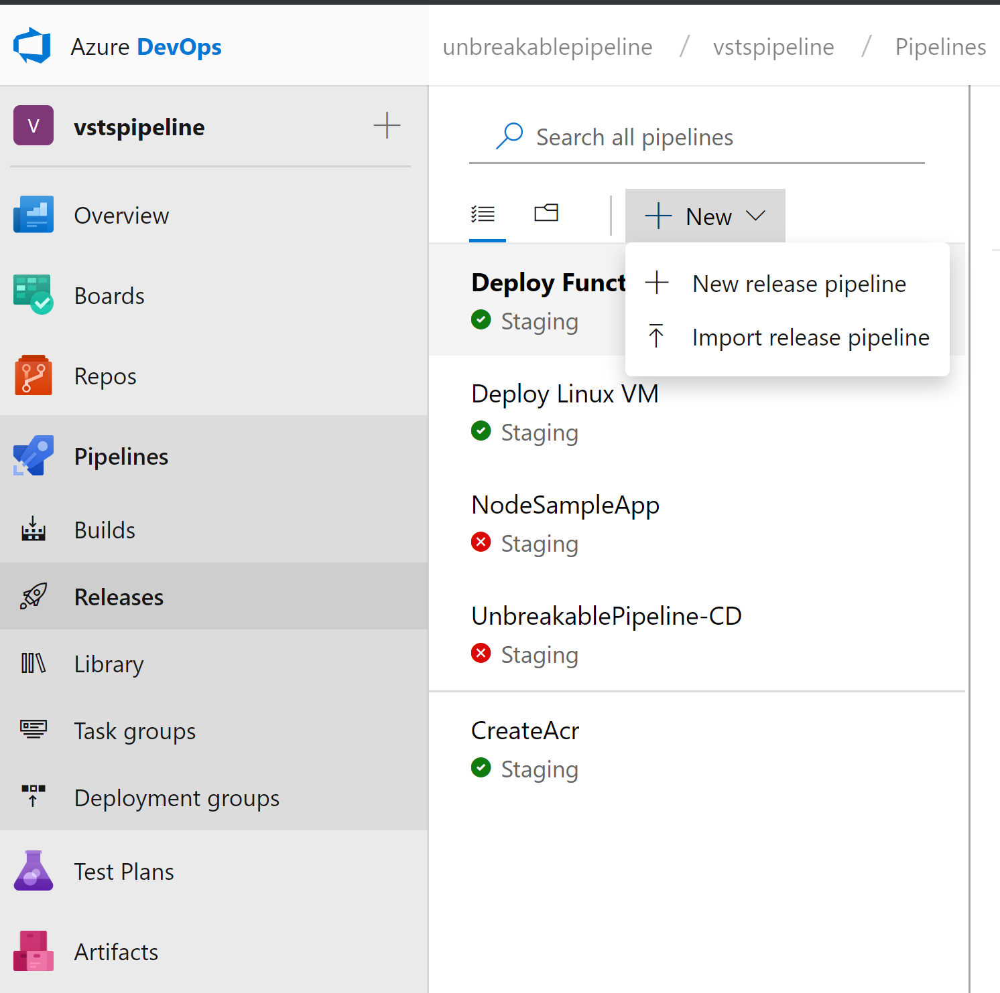 Azure DevOps
unbreakablepipeline / vstspipeline / Pipelines
V vstspipeline
Overview
Boards
Repos
Pipelines
Builds
Releases
Library
Task groups
Deployment groups
Test Plans
Artifacts
Search all pipelines
New
New release pipeline
Import release pipeline
Deploy Funct
Staging
Deploy Linux VM
Staging
NodeSampleApp
Staging
UnbreakablePipeline-CD
Staging
CreateAcr
Staging